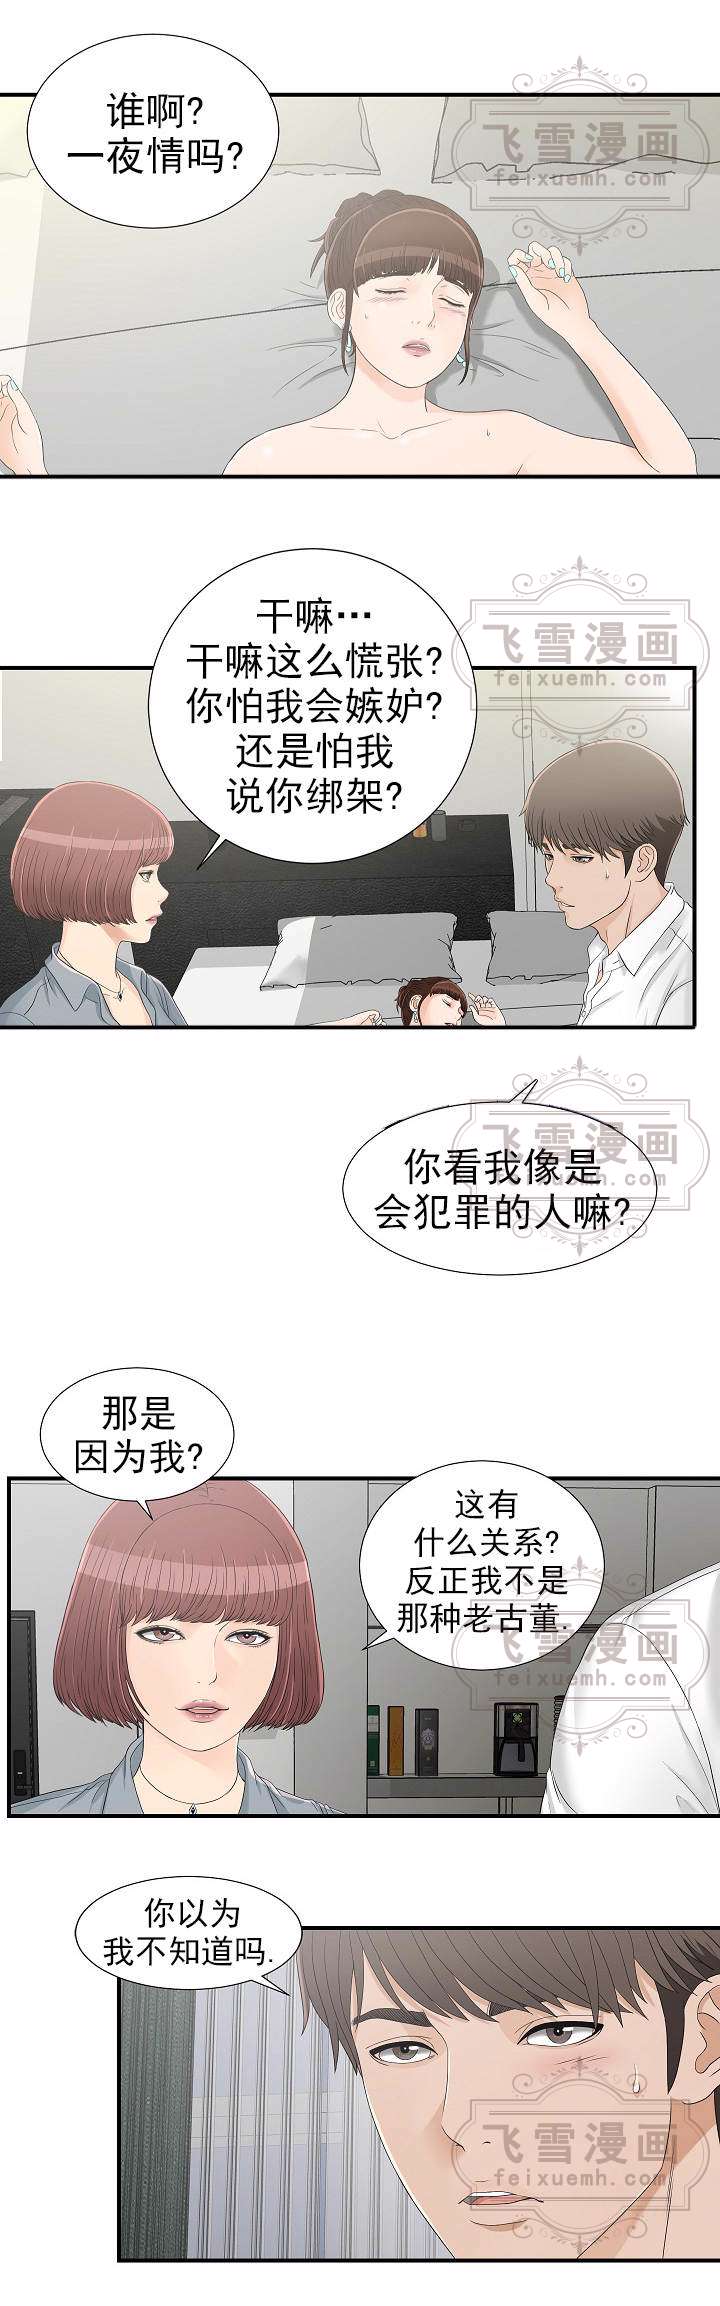 谁啊?
一夜情吗?
飞雪漫画
feixuemh.com
干嘛…
干嘛这么慌张?
你怕我会嫉妒?
还是怕我
说你绑架?
飞雪漫画
feixuemh.com
你看我像是
会犯罪的人嘛?
飞雪漫画
feixuemh.com
那是
因为我?
这有
什么关系?
反正我不是
那种老古董.
飞雪漫画
feixuemh.com
你以为
我不知道吗.
飞雪漫画
feixuemh.com